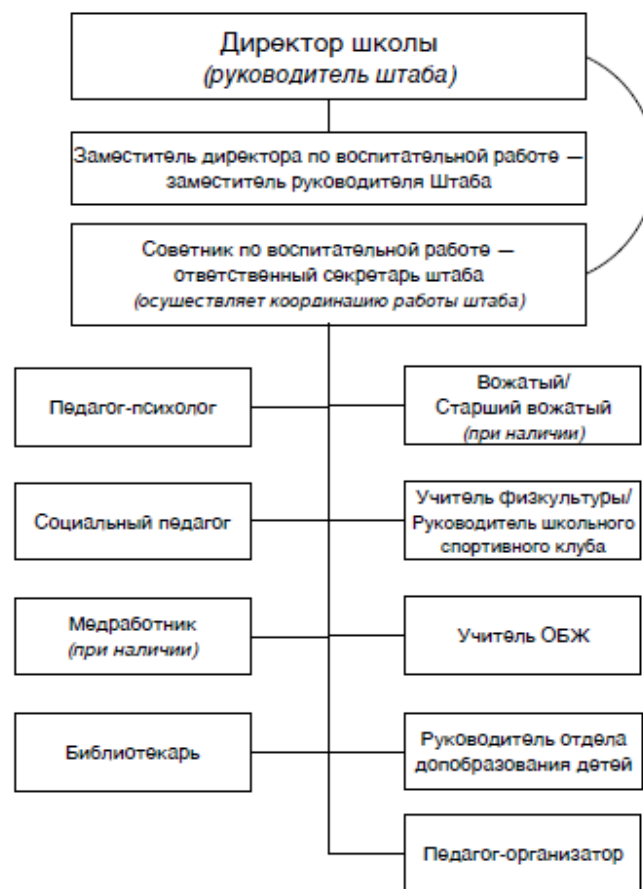 Директор школы
(руководитель штаба)
Заместитель директора по воспитательной работе —
заместитель руководителя Штаба
Советник по воспитательной работе —
ответственный секретарь штаба
(осуществляет координацию работы штаба)
Педагог-психолог
Вожатый/
Старший вожатый
(при наличии)
Социальный педагог
Учитель физкультуры/
Руководитель школьного
спортивного клуба
Медработник
(при наличии)
Учитель ОБЖ
Библиотекарь
Руководитель отдела
допобразования детей
Педагог-организатор